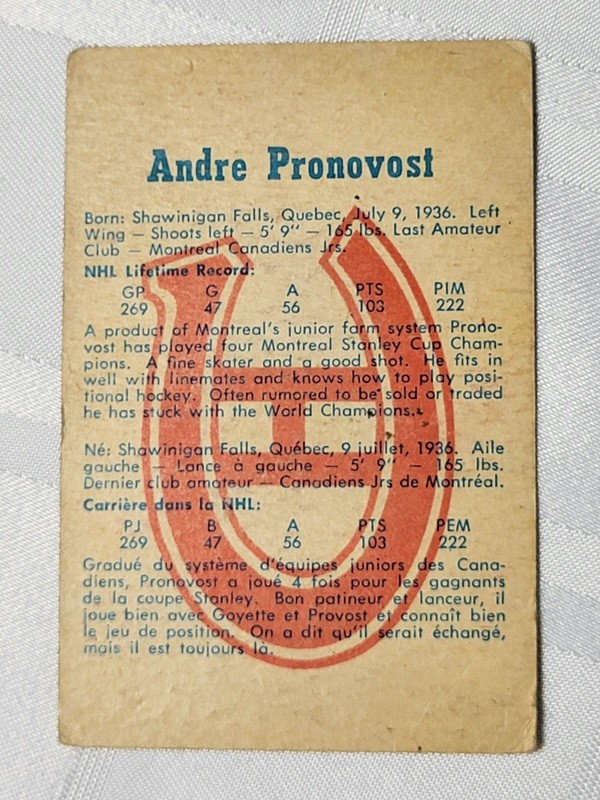 Andre Pronovost
Born: Shawinigan Falls, Quebec, July 9, 1936. Left
Wing — Shoots left — 5' 9" — 165 lbs. Last Amateur
Club — Montreal Canadiens Jrs.
NHL Lifetime Record:
GP G A PTS PIM
269 47 56 103 222
A product of Montreal's junior farm system Prono-
vost has played four Montreal Stanley Cup Cham-
pions. A fine skater and a good shot. He fits in
well with linemates and knows how to play posi-
tional hockey. Often rumored to be sold or traded
he has stuck with the World Champions.
Né: Shawinigan Falls, Québec, 9 juillet, 1936. Aile
gauche — Lance à gauche — 5' 9" — 165 lbs.
Dernier club amateur — Canadiens Jrs de Montréal.
Carrière dans la NHL:
PJ B A PTS PEM
269 47 56 103 222
Gradué du système d'équipes juniors des Cana-
diens, Pronovost a joué 4 fois pour les gagnants
de la coupe Stanley. Bon patineur et lanceur, il
joue bien avec Goyette et Provost et connaît bien
le jeu de position. On a dit qu'il serait échangé,
mais il est toujours là.